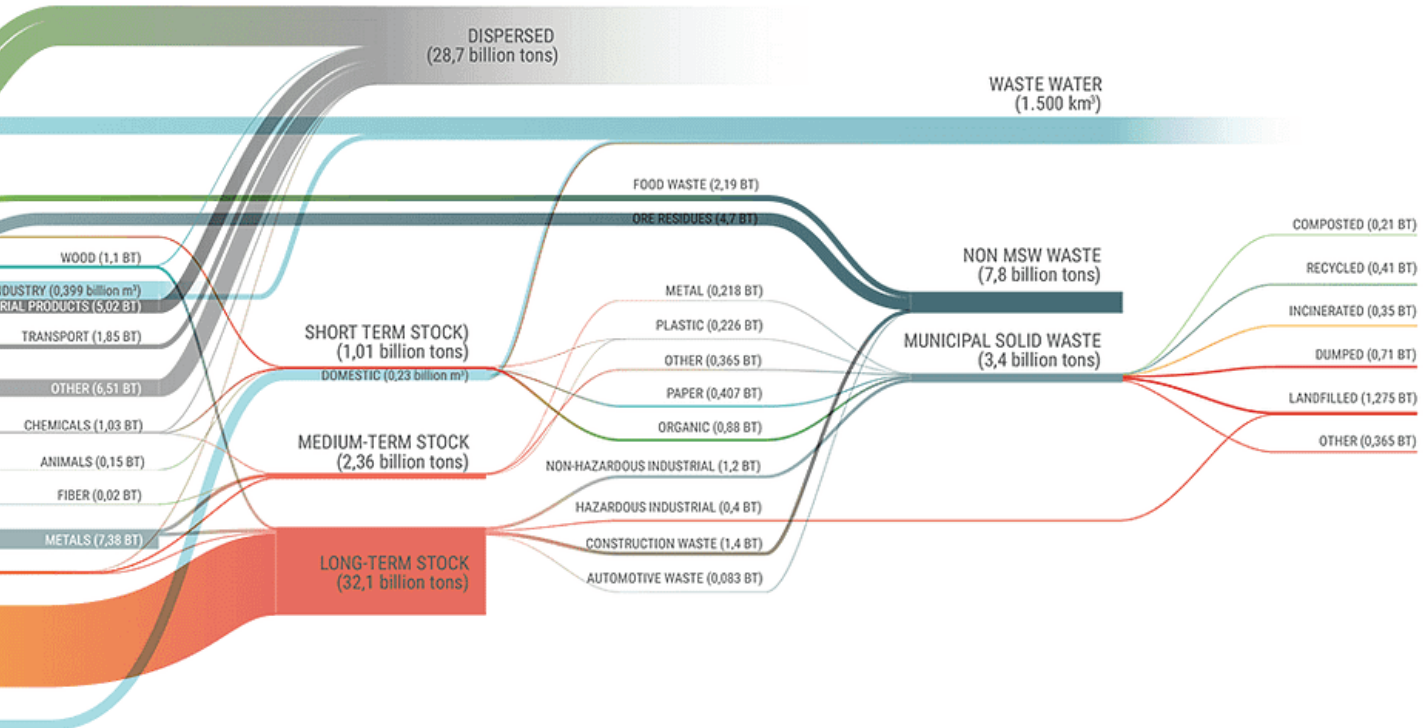 DISPERSED
(28,7 billion tons)
WASTE WATER
(1.500 km³)
FOOD WASTE (2,19 BT)
ORE RESIDUES (4,7 BT)
WOOD (1,1 BT)
NDUSTRY (0,399 billion m³)
RIAL PRODUCTS (5,02 BT)
TRANSPORT (1,85 BT)
OTHER (6,51 BT)
CHEMICALS (1,03 BT)
ANIMALS (0,15 BT)
FIBER (0,02 BT)
METALS (7,38 BT)
SHORT TERM STOCK)
(1,01 billion tons)
DOMESTIC (0,23 billion m³)
MEDIUM-TERM STOCK
(2,36 billion tons)
LONG-TERM STOCK
(32,1 billion tons)
METAL (0,218 BT)
PLASTIC (0,226 BT)
OTHER (0,365 BT)
PAPER (0,407 BT)
ORGANIC (0,88 BT)
NON-HAZARDOUS INDUSTRIAL (1,2 BT)
HAZARDOUS INDUSTRIAL (0,4 BT)
CONSTRUCTION WASTE (1,4 BT)
AUTOMOTIVE WASTE (0,083 BT)
NON MSW WASTE
(7,8 billion tons)
MUNICIPAL SOLID WASTE
(3,4 billion tons)
COMPOSTED (0,21 BT)
RECYCLED (0,41 BT)
INCINERATED (0,35 BT)
DUMPED (0,71 BT)
LANDFILLED (1,275 BT)
OTHER (0,365 BT)